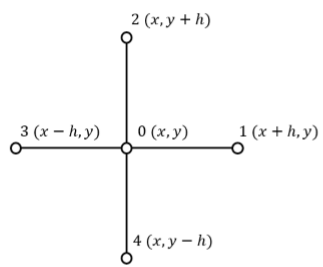 2 (x, y + h)
3 (x − h, y)
0 (x, y)
1 (x + h, y)
4 (x, y − h)